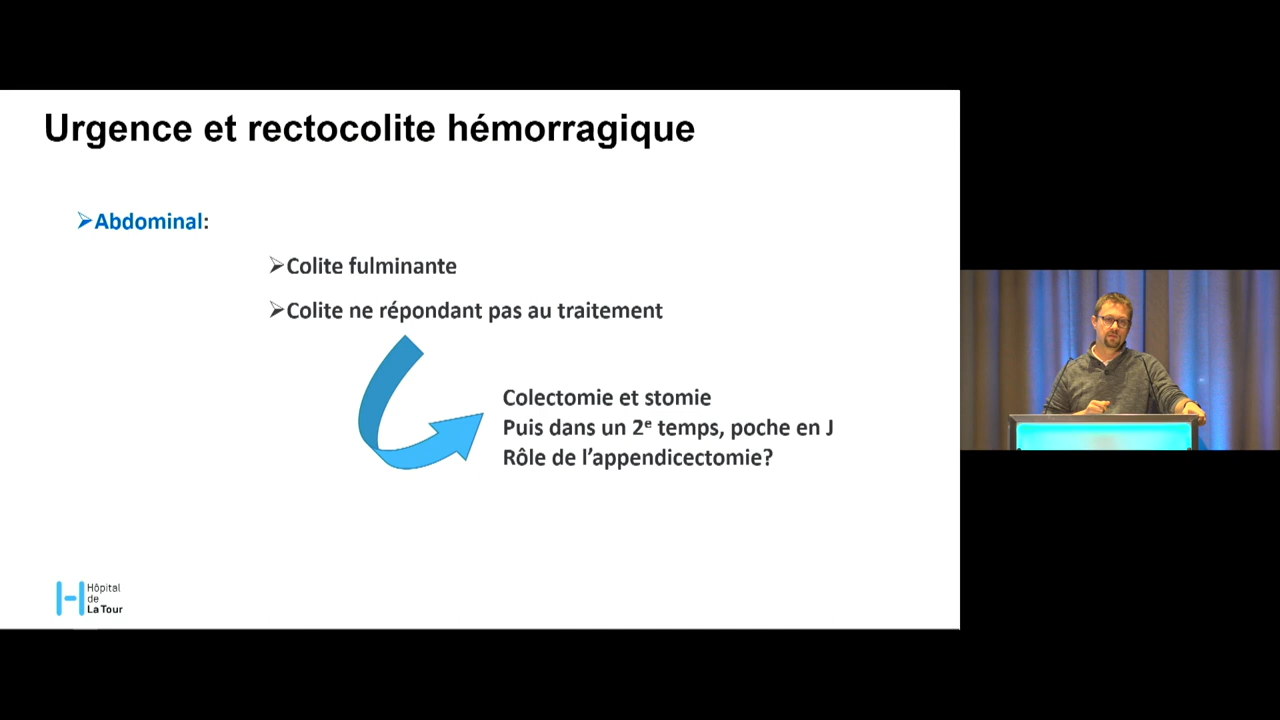 Urgence et rectocolite hémorragique
➢Abdominal:
➢Colite fulminante
➢Colite ne répondant pas au traitement
Colectomie et stomie
Puis dans un 2ᵉ temps, poche en J
Rôle de l’appendicectomie?
Hôpital
de
La Tour